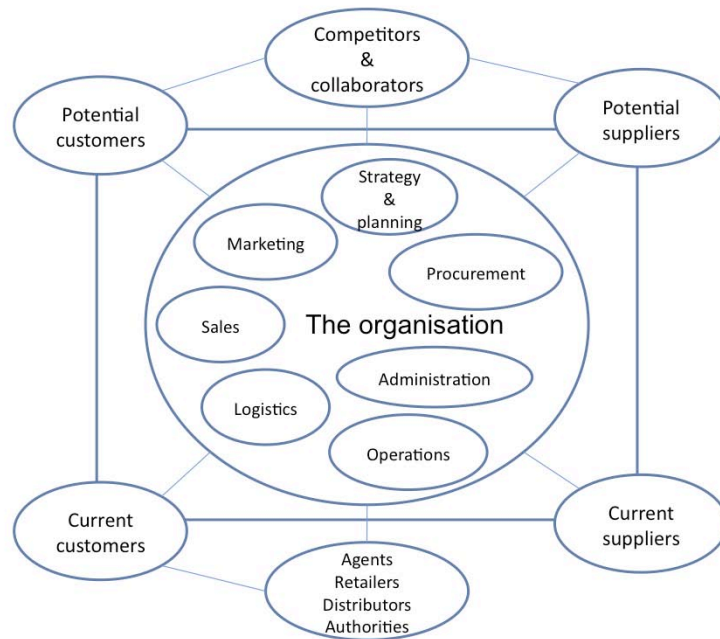 Competitors
&
collaborators
Potential
customers
Potential
suppliers
Strategy
&
planning
Marketing
Procurement
Sales
The organisation
Administration
Logistics
Operations
Current
customers
Current
suppliers
Agents
Retailers
Distributors
Authorities